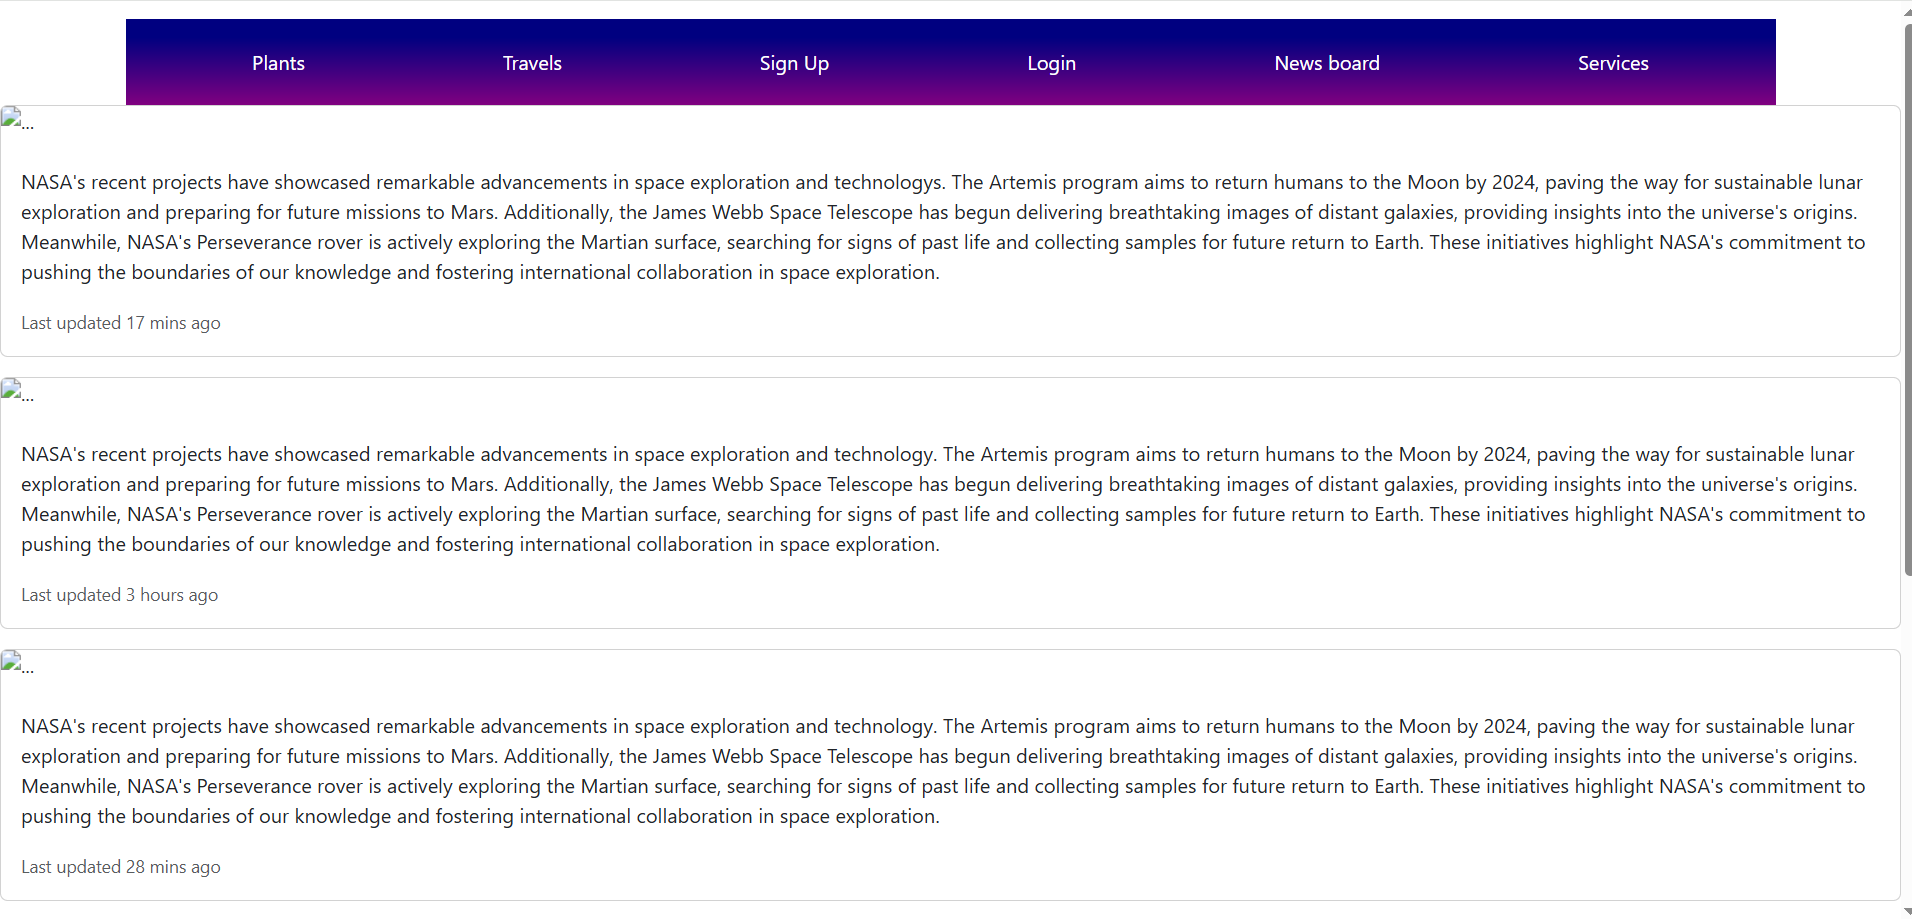 Plants Travels Sign Up Login News board Services
...
NASA's recent projects have showcased remarkable advancements in space exploration and technologys. The Artemis program aims to return humans to the Moon by 2024, paving the way for sustainable lunar
exploration and preparing for future missions to Mars. Additionally, the James Webb Space Telescope has begun delivering breathtaking images of distant galaxies, providing insights into the universe's origins.
Meanwhile, NASA's Perseverance rover is actively exploring the Martian surface, searching for signs of past life and collecting samples for future return to Earth. These initiatives highlight NASA's commitment to
pushing the boundaries of our knowledge and fostering international collaboration in space exploration.
Last updated 17 mins ago
...
NASA's recent projects have showcased remarkable advancements in space exploration and technology. The Artemis program aims to return humans to the Moon by 2024, paving the way for sustainable lunar
exploration and preparing for future missions to Mars. Additionally, the James Webb Space Telescope has begun delivering breathtaking images of distant galaxies, providing insights into the universe's origins.
Meanwhile, NASA's Perseverance rover is actively exploring the Martian surface, searching for signs of past life and collecting samples for future return to Earth. These initiatives highlight NASA's commitment to
pushing the boundaries of our knowledge and fostering international collaboration in space exploration.
Last updated 3 hours ago
...
NASA's recent projects have showcased remarkable advancements in space exploration and technology. The Artemis program aims to return humans to the Moon by 2024, paving the way for sustainable lunar
exploration and preparing for future missions to Mars. Additionally, the James Webb Space Telescope has begun delivering breathtaking images of distant galaxies, providing insights into the universe's origins.
Meanwhile, NASA's Perseverance rover is actively exploring the Martian surface, searching for signs of past life and collecting samples for future return to Earth. These initiatives highlight NASA's commitment to
pushing the boundaries of our knowledge and fostering international collaboration in space exploration.
Last updated 28 mins ago